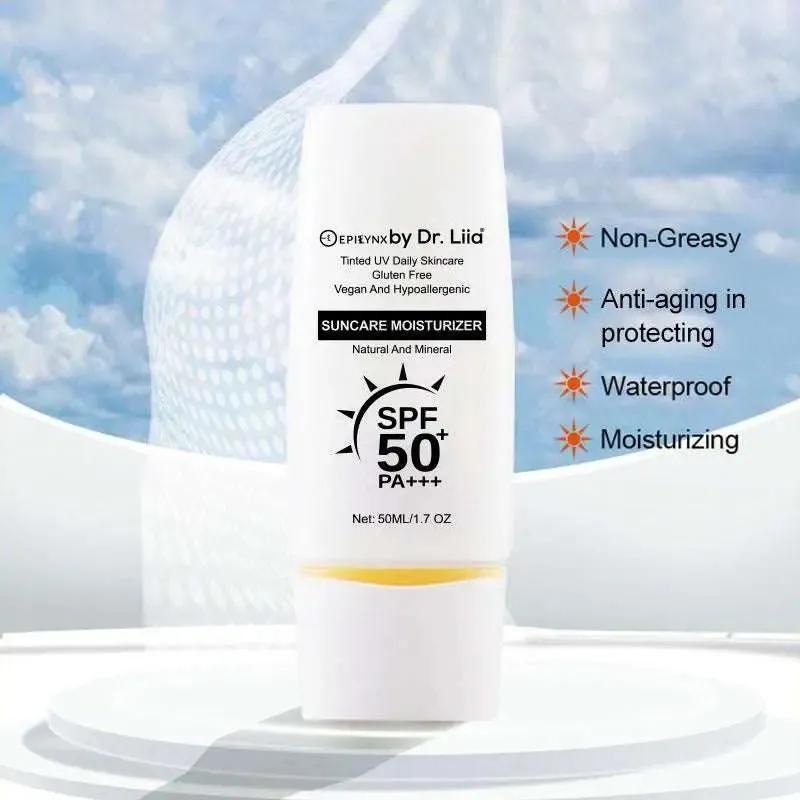 EPILYNX by Dr. Liia
Tinted UV Daily Skincare
Gluten Free
Vegan And Hypoallergenic
SUNCARE MOISTURIZER
Natural And Mineral
SPF
50+
PA+++
Net: 50ML/1.7 OZ
Non-Greasy
Anti-aging in
protecting
Waterproof
Moisturizing